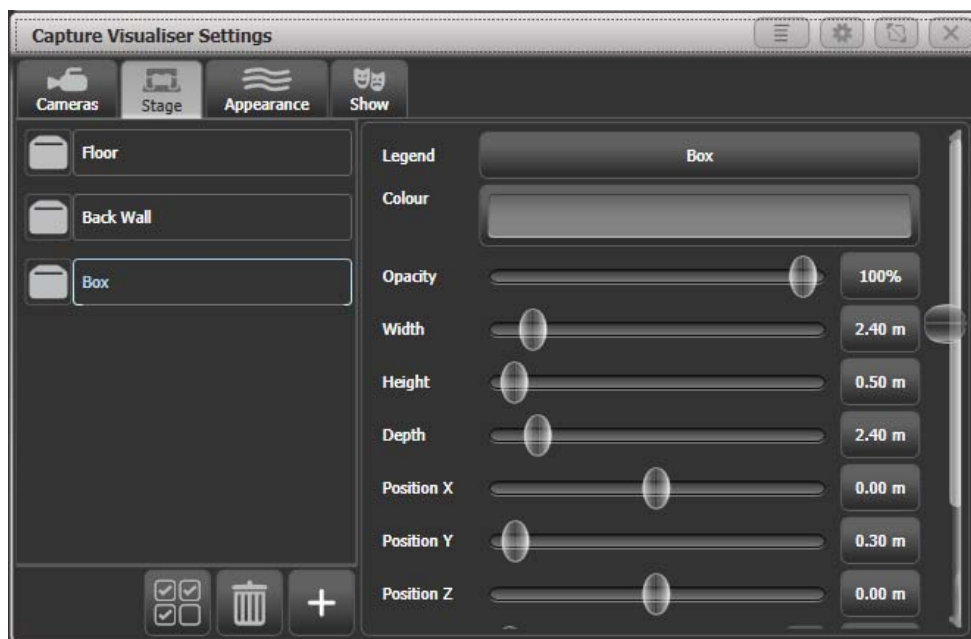 Capture Visualiser Settings
Cameras Stage Appearance Show
Floor
Back Wall
Box
Legend Box
Colour
Opacity 100%
Width 2.40 m
Height 0.50 m
Depth 2.40 m
Position X 0.00 m
Position Y 0.30 m
Position Z 0.00 m